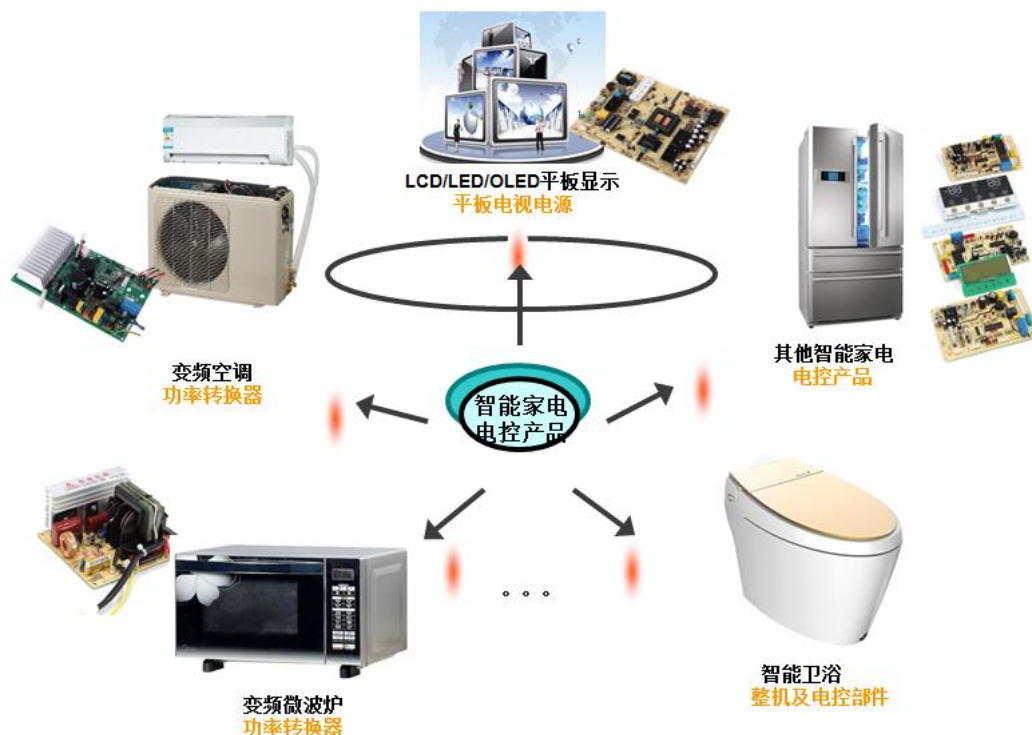 LCD/LED/OLED平板显示
平板电视电源
变频空调
功率转换器
其他智能家电
电控产品
智能家电
电控产品
变频微波炉
功率转换器
智能卫浴
整机及电控部件